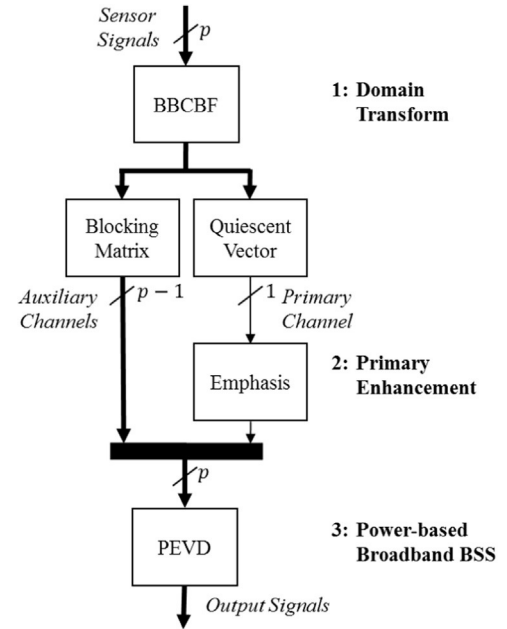 Sensor
Signals
p
BBCBF
1: Domain
Transform
Blocking
Matrix
Quiescent
Vector
Auxiliary
Channels
p − 1
1
Primary
Channel
Emphasis
2: Primary
Enhancement
p
PEVD
3: Power-based
Broadband BSS
Output Signals